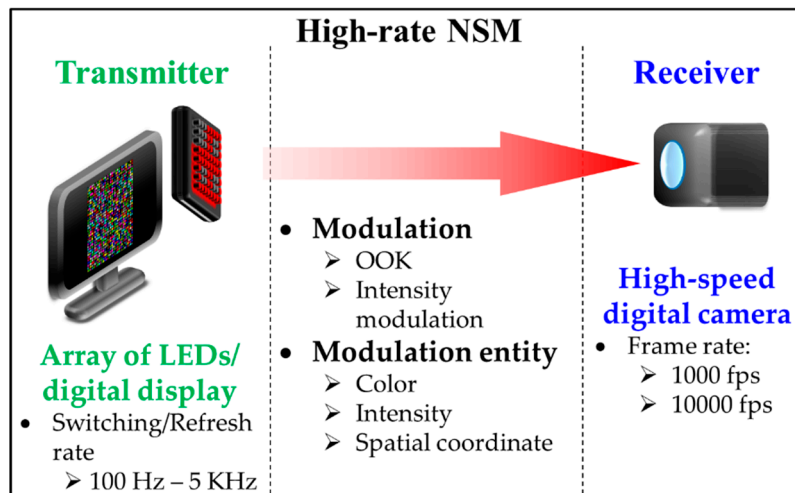 High-rate NSM
Transmitter
Array of LEDs/
digital display
• Switching/Refresh
rate
➢ 100 Hz – 5 KHz
• Modulation
➢ OOK
➢ Intensity
modulation
• Modulation entity
➢ Color
➢ Intensity
➢ Spatial coordinate
Receiver
High-speed
digital camera
• Frame rate:
➢ 1000 fps
➢ 10000 fps